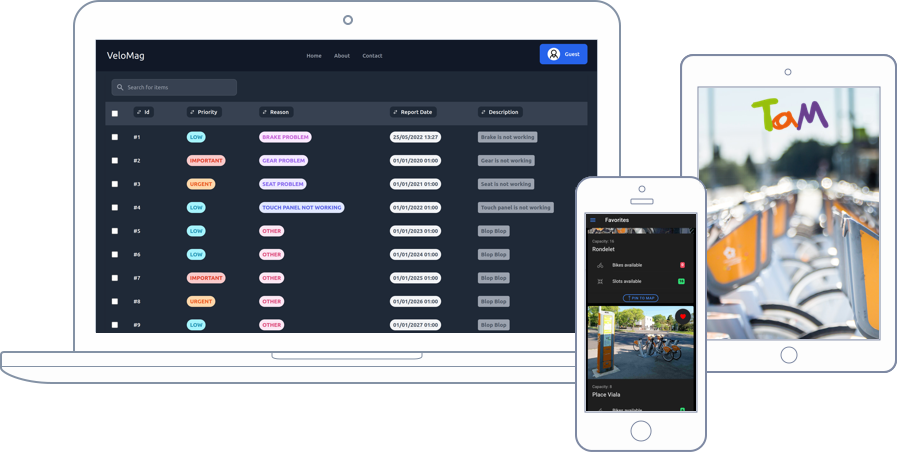 VeloMag
Home About Contact
Guest
Search for items
Id Priority Reason Report Date Description
#1 LOW BRAKE PROBLEM 25/05/2022 13:27 Brake is not working
#2 IMPORTANT GEAR PROBLEM 01/01/2020 01:00 Gear is not working
#3 URGENT SEAT PROBLEM 01/01/2021 01:00 Seat is not working
#4 LOW TOUCH PANEL NOT WORKING 01/01/2022 01:00 Touch panel is not working
#5 LOW OTHER 01/01/2023 01:00 Blop Blop
#6 LOW OTHER 01/01/2024 01:00 Blop Blop
#7 IMPORTANT OTHER 01/01/2025 01:00 Blop Blop
#8 URGENT OTHER 01/01/2026 01:00 Blop Blop
#9 LOW OTHER 01/01/2027 01:00 Blop Blop
Favorites
Capacity: 16
Rondelet
Bikes available
Slots available
PIN TO MAP
Capacity: 8
Place Viala
Bikes available
TaM